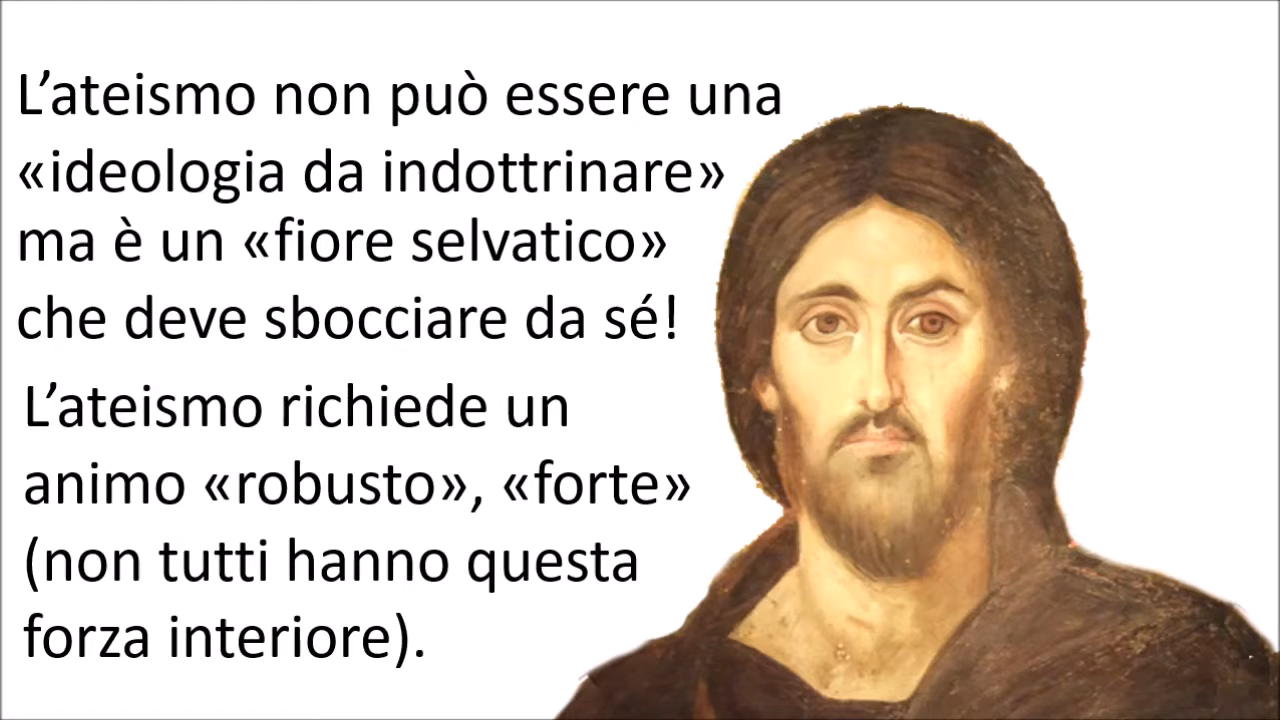 L’ateismo non può essere una
«ideologia da indottrinare»
ma è un «fiore selvatico»
che deve sbocciare da sé!
L’ateismo richiede un
animo «robusto», «forte»
(non tutti hanno questa
forza interiore).